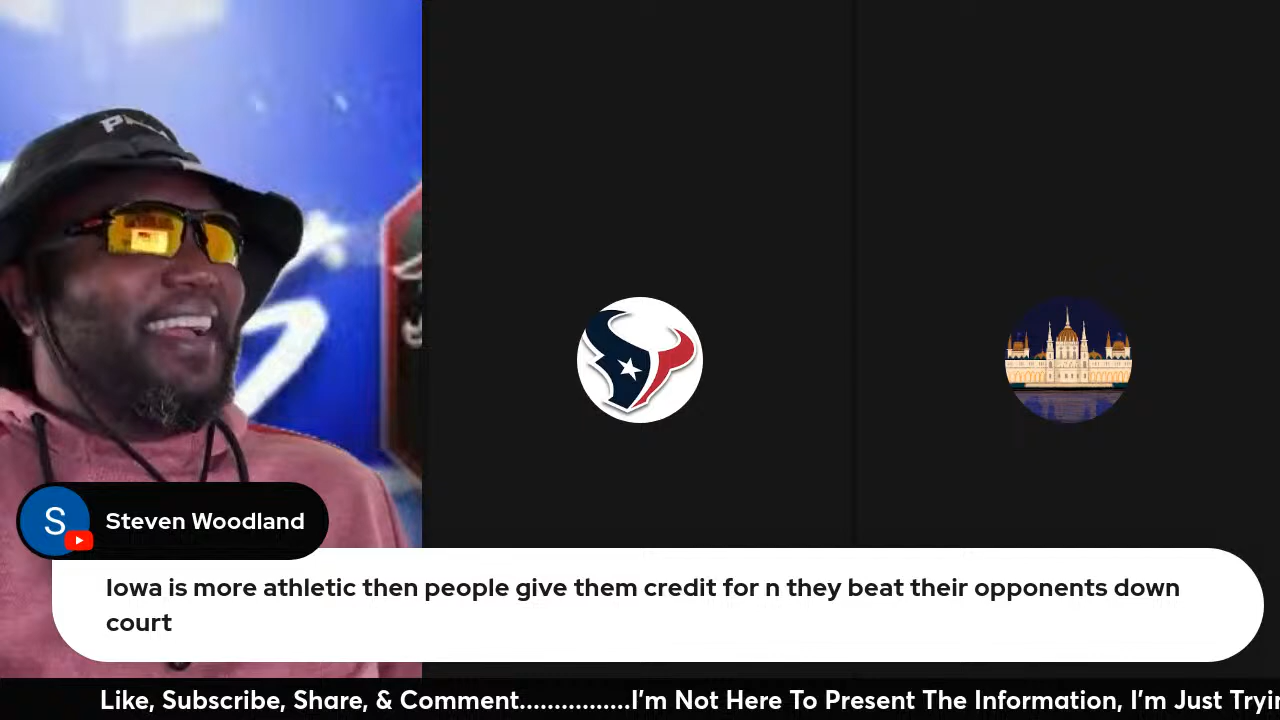 S
Steven Woodland
Iowa is more athletic then people give them credit for n they beat their opponents down
court
Like, Subscribe, Share, & Comment................I'm Not Here To Present The Information, I'm Just Tryin